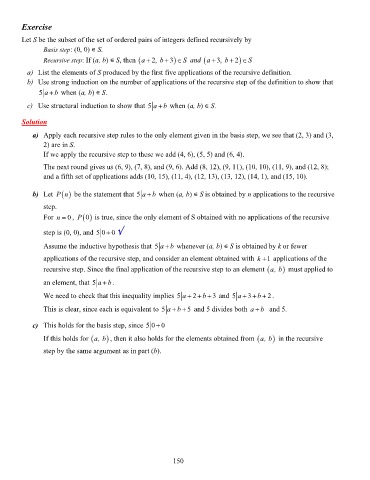 Exercise
Let S be the subset of the set of ordered pairs of integers defined recursively by
Basis step: (0, 0) ∈ S.
Recursive step: If (a, b) ∈ S, then (a+2, b+3) ∈ S and (a+3, b+2) ∈ S
a) List the elements of S produced by the first five applications of the recursive definition.
b) Use strong induction on the number of applications of the recursive step of the definition to show that
5|a+b when (a, b) ∈ S.
c) Use structural induction to show that 5|a+b when (a, b) ∈ S.
Solution
a) Apply each recursive step rules to the only element given in the basis step, we see that (2, 3) and (3,
2) are in S.
If we apply the recursive step to these we add (4, 6), (5, 5) and (6, 4).
The next round gives us (6, 9), (7, 8), and (9, 6). Add (8, 12), (9, 11), (10, 10), (11, 9), and (12, 8);
and a fifth set of applications adds (10, 15), (11, 4), (12, 13), (13, 12), (14, 1), and (15, 10).
b) Let P(n) be the statement that 5|a+b when (a, b) ∈ S is obtained by n applications to the recursive
step.
For n = 0, P(0) is true, since the only element of S obtained with no applications of the recursive
step is (0, 0), and 5|0+0 √
Assume the inductive hypothesis that 5|a+b whenever (a, b) ∈ S is obtained by k or fewer
applications of the recursive step, and consider an element obtained with k+1 applications of the
recursive step. Since the final application of the recursive step to an element (a, b) must applied to
an element, that 5|a+b.
We need to check that this inequality implies 5|a+2+b+3 and 5|a+3+b+2.
This is clear, since each is equivalent to 5|a+b+5 and 5 divides both a+b and 5.
c) This holds for the basis step, since 5|0+0
If this holds for (a, b), then it also holds for the elements obtained from (a, b) in the recursive
step by the same argument as in part (b).
150